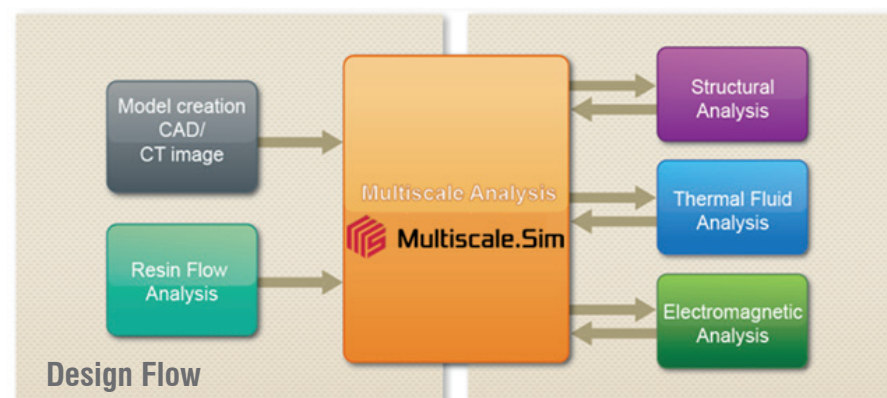 Model creation
CAD/
CT image
Resin Flow
Analysis
Design Flow
Multiscale Analysis
Multiscale.Sim
Structural
Analysis
Thermal Fluid
Analysis
Electromagnetic
Analysis